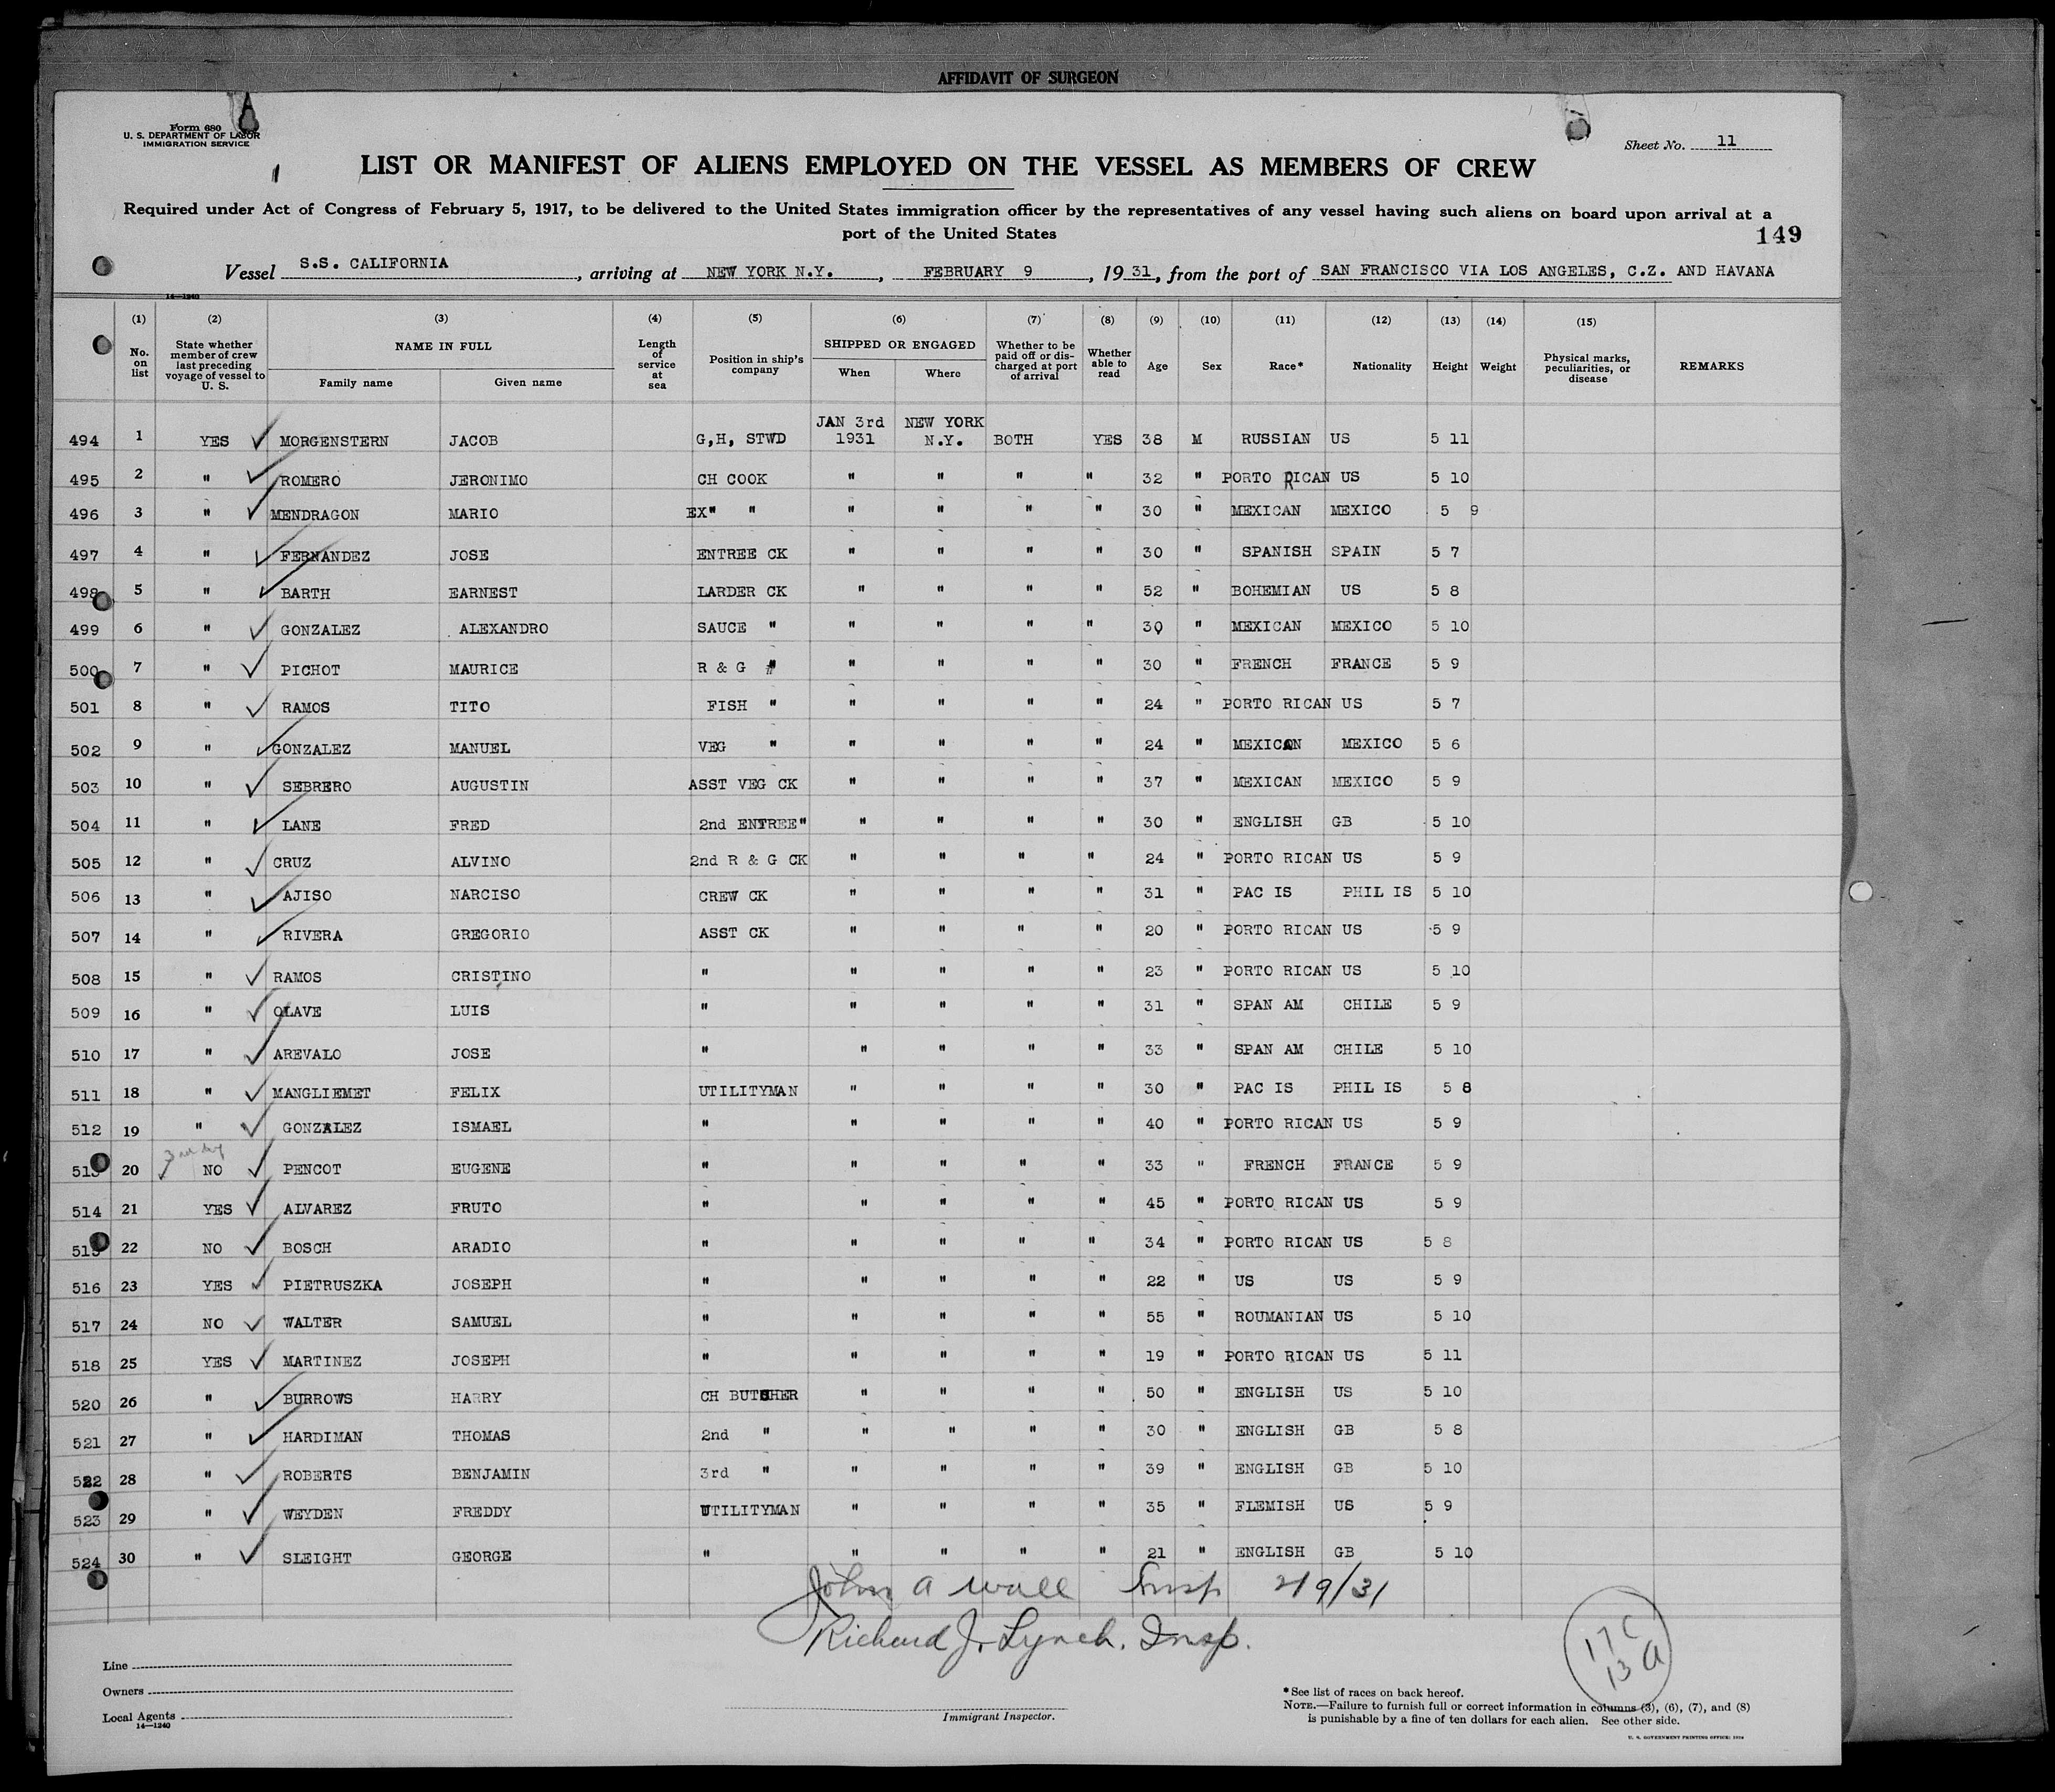 AFFIDAVIT OF SURGEON
Form 680
U. S. DEPARTMENT OF LABOR
IMMIGRATION SERVICE
Sheet No. 11
LIST OR MANIFEST OF ALIENS EMPLOYED ON THE VESSEL AS MEMBERS OF CREW
Required under Act of Congress of February 5, 1917, to be delivered to the United States immigration officer by the representatives of any vessel having such aliens on board upon arrival at a
port of the United States
149
Vessel S.S. CALIFORNIA, arriving at NEW YORK N.Y., FEBRUARY 9, 1931, from the port of SAN FRANCISCO VIA LOS ANGELES, C.Z. AND HAVANA
14—1240
(1) (2) (3) (4) (5) (6) (7) (8) (9) (10) (11) (12) (13) (14) (15)
No. on list State whether member of crew last preceding voyage of vessel to U. S. NAME IN FULL Family name Given name Length of service at sea Position in ship's company SHIPPED OR ENGAGED When Where Whether to be paid off or discharged at port of arrival Whether able to read Age Sex Race* Nationality Height Weight Physical marks, peculiarities, or disease REMARKS
494 1 YES MORGENSTERN JACOB G,H, STWD JAN 3rd 1931 NEW YORK N.Y. BOTH YES 38 M RUSSIAN US 5 11
495 2 " ROMERO JERONIMO CH COOK " " " " 32 " PORTO RICAN US 5 10
496 3 " MENDRAGON MARIO EX" " " " " " 30 " MEXICAN MEXICO 5 9
497 4 " FERNANDEZ JOSE ENTREE CK " " " " 30 " SPANISH SPAIN 5 7
498 5 " BARTH EARNEST LARDER CK " " " " 52 " BOHEMIAN US 5 8
499 6 " GONZALEZ ALEXANDRO SAUCE " " " " " 30 " MEXICAN MEXICO 5 10
500 7 " PICHOT MAURICE R & G " " " " " 30 " FRENCH FRANCE 5 9
501 8 " RAMOS TITO FISH " " " " " 24 " PORTO RICAN US 5 7
502 9 " GONZALEZ MANUEL VEG " " " " " 24 " MEXICAN MEXICO 5 6
503 10 " SEBRERO AUGUSTIN ASST VEG CK " " " " 37 " MEXICAN MEXICO 5 9
504 11 " LANE FRED 2nd ENTREE" " " " " 30 " ENGLISH GB 5 10
505 12 " CRUZ ALVINO 2nd R & G CK " " " " 24 " PORTO RICAN US 5 9
506 13 " AJISO NARCISO CREW CK " " " " 31 " PAC IS PHIL IS 5 10
507 14 " RIVERA GREGORIO ASST CK " " " " 20 " PORTO RICAN US 5 9
508 15 " RAMOS CRISTINO " " " " " 23 " PORTO RICAN US 5 10
509 16 " OLAVE LUIS " " " " " 31 " SPAN AM CHILE 5 9
510 17 " AREVALO JOSE " " " " " 33 " SPAN AM CHILE 5 10
511 18 " MANGLIEMET FELIX UTILITYMAN " " " " 30 " PAC IS PHIL IS 5 8
512 19 " GONZALEZ ISMAEL " " " " " 40 " PORTO RICAN US 5 9
513 20 NO PENCOT EUGENE " " " " " 33 " FRENCH FRANCE 5 9
514 21 YES ALVAREZ FRUTO " " " " " 45 " PORTO RICAN US 5 9
515 22 NO BOSCH ARADIO " " " " " 34 " PORTO RICAN US 5 8
516 23 YES PIETRUSZKA JOSEPH " " " " " 22 " US US 5 9
517 24 NO WALTER SAMUEL " " " " " 55 " ROUMANIAN US 5 10
518 25 YES MARTINEZ JOSEPH " " " " " 19 " PORTO RICAN US 5 11
520 26 " BURROWS HARRY CH BUTCHER " " " " 50 " ENGLISH US 5 10
521 27 " HARDIMAN THOMAS 2nd " " " " " 30 " ENGLISH GB 5 8
522 28 " ROBERTS BENJAMIN 3rd " " " " " 39 " ENGLISH GB 5 10
523 29 " WEYDEN FREDDY UTILITYMAN " " " " 35 " FLEMISH US 5 9
524 30 " SLEIGHT GEORGE " " " " " 21 " ENGLISH GB 5 10
John A Wall Insp 2/9/31
Richard J. Lynch. Insp.
17 C
13 a
Line
Owners
Local Agents
14—1240
Immigrant Inspector.
*See list of races on back hereof.
NOTE.—Failure to furnish full or correct information in columns (3), (6), (7), and (8)
is punishable by a fine of ten dollars for each alien. See other side.